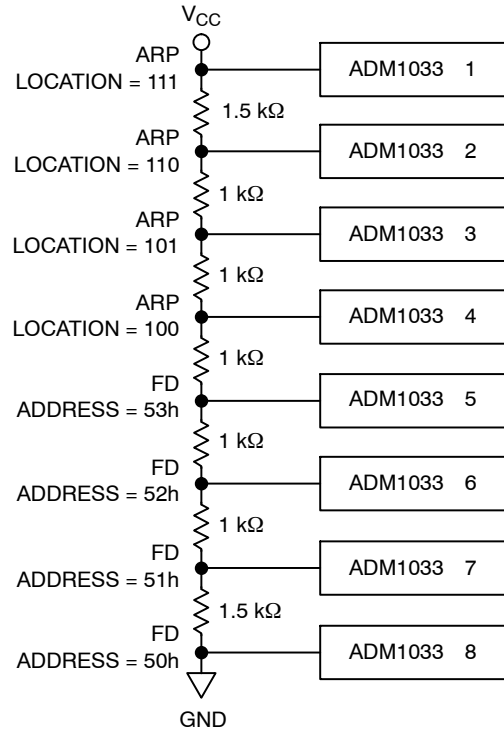 VCC
ARP
LOCATION = 111
ADM1033 1
1.5 kΩ
ARP
LOCATION = 110
ADM1033 2
1 kΩ
ARP
LOCATION = 101
ADM1033 3
1 kΩ
ARP
LOCATION = 100
ADM1033 4
1 kΩ
FD
ADDRESS = 53h
ADM1033 5
1 kΩ
FD
ADDRESS = 52h
ADM1033 6
1 kΩ
FD
ADDRESS = 51h
ADM1033 7
1.5 kΩ
FD
ADDRESS = 50h
ADM1033 8
GND